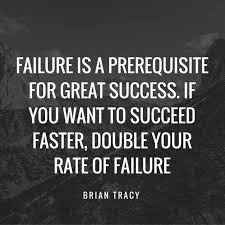 FAILURE IS A PREREQUISITE
FOR GREAT SUCCESS. IF
YOU WANT TO SUCCEED
FASTER, DOUBLE YOUR
RATE OF FAILURE
BRIAN TRACY